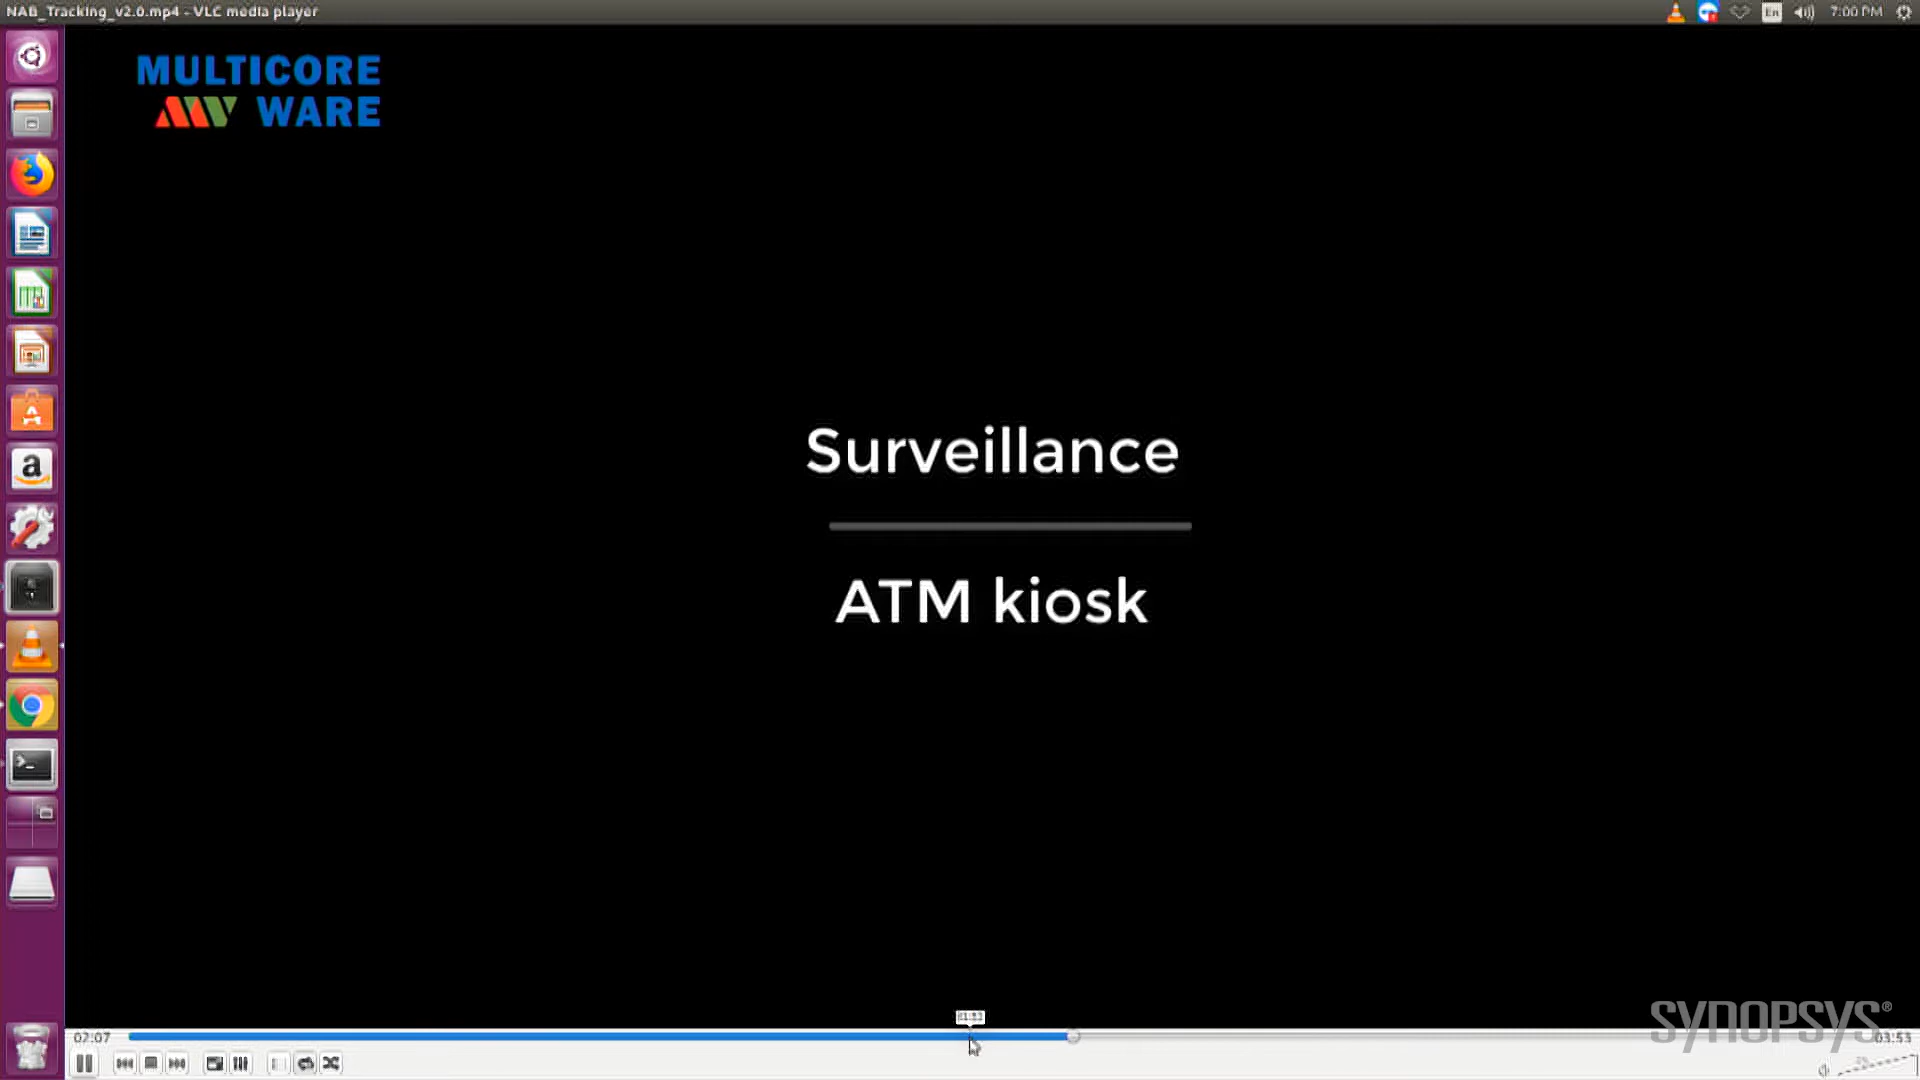 NAB_Tracking_v2.0.mp4 - VLC media player
En
7:00 PM
MULTICORE
WARE
Surveillance
ATM kiosk
SYNOPSYS®
02:07
03:53